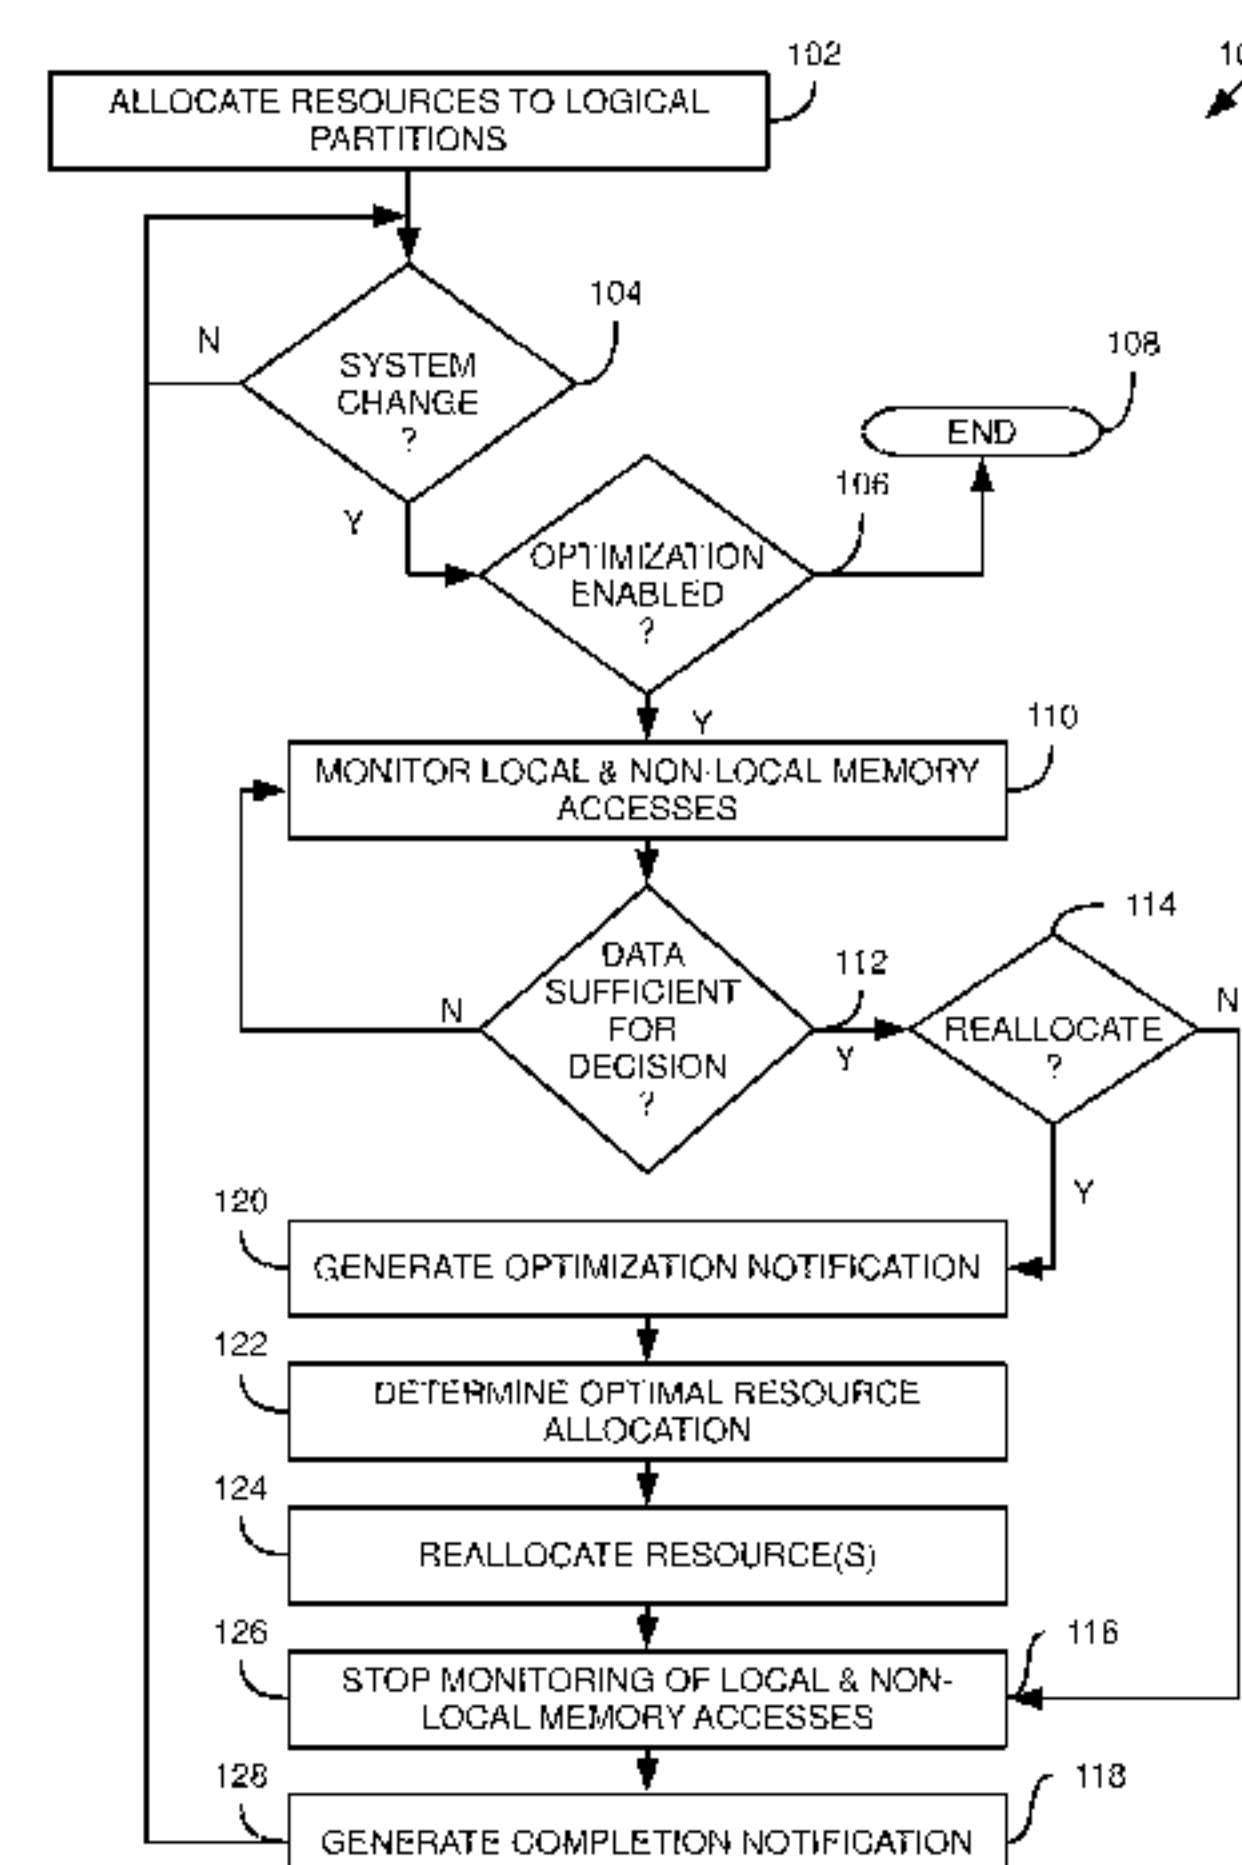 102
10
ALLOCATE RESOURCES TO LOGICAL
PARTITIONS
104
N
SYSTEM
CHANGE
?
108
END
Y
106
OPTIMIZATION
ENABLED
?
Y
110
MONITOR LOCAL & NON-LOCAL MEMORY
ACCESSES
114
DATA
SUFFICIENT
FOR
DECISION
?
112
N
Y
REALLOCATE
?
N
Y
120
GENERATE OPTIMIZATION NOTIFICATION
122
DETERMINE OPTIMAL RESOURCE
ALLOCATION
124
REALLOCATE RESOURCE(S)
126
116
STOP MONITORING OF LOCAL & NON-
LOCAL MEMORY ACCESSES
128
118
GENERATE COMPLETION NOTIFICATION